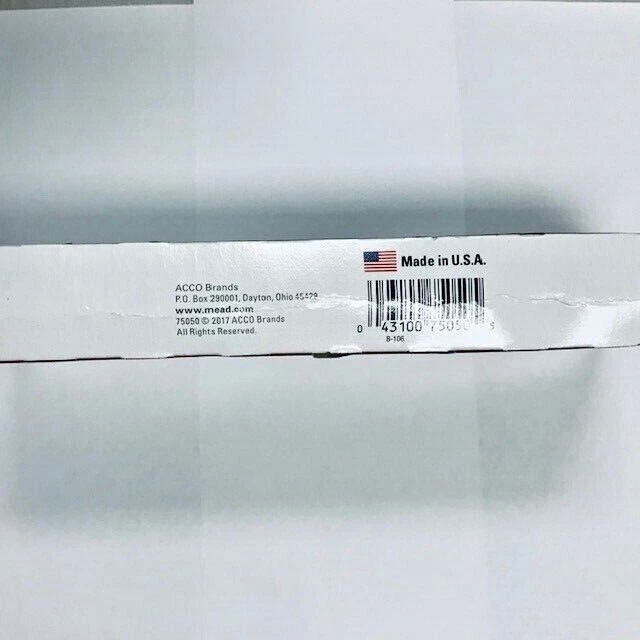 ACCO Brands
P.O. Box 290001, Dayton, Ohio 45429
www.mead.com
75050 © 2017 ACCO Brands
All Rights Reserved.
Made in U.S.A.
0 43100 75050
B-106